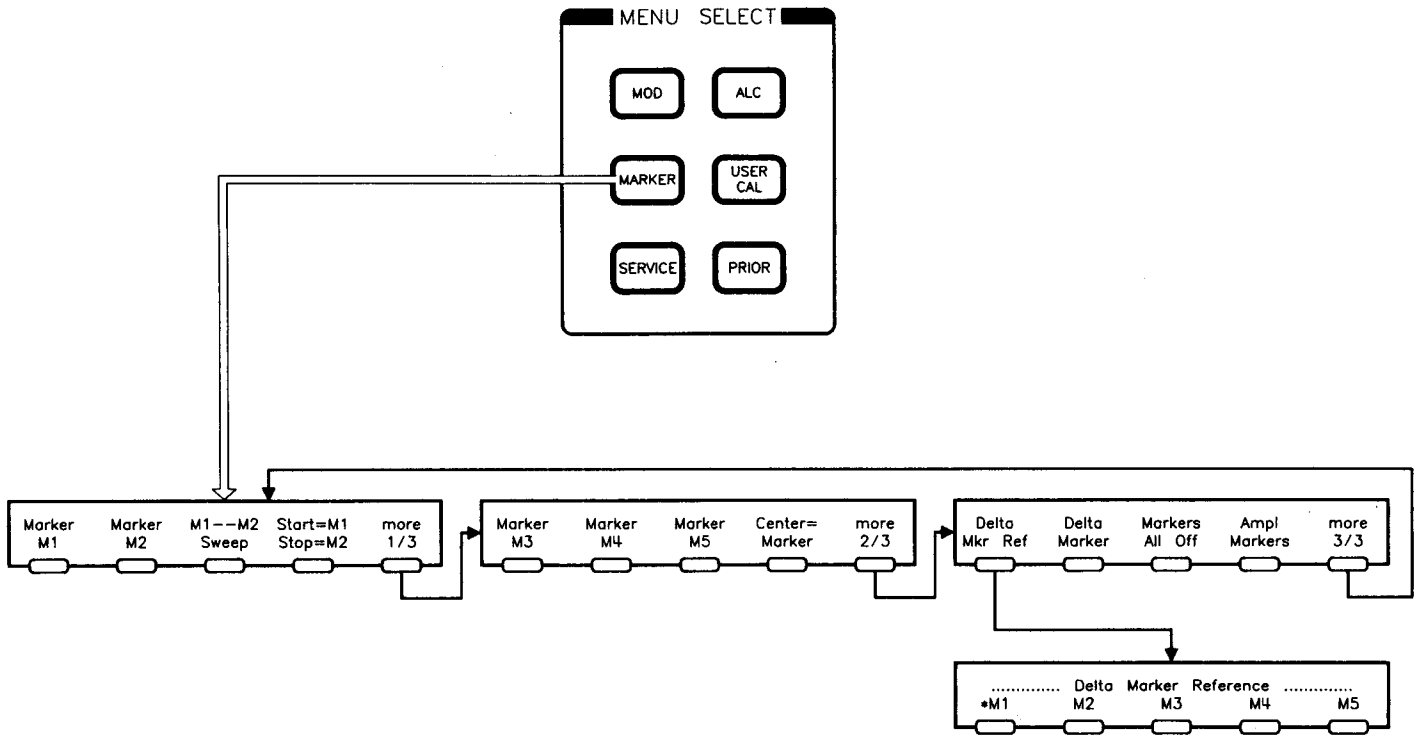 MENU SELECT
MOD
ALC
MARKER
USER
CAL
SERVICE
PRIOR
Marker
M1
Marker
M2
M1--M2
Sweep
Start=M1
Stop=M2
more
1/3
Marker
M3
Marker
M4
Marker
M5
Center=
Marker
more
2/3
Delta
Mkr Ref
Delta
Marker
Markers
All Off
Ampl
Markers
more
3/3
.............. Delta Marker Reference ..............
*M1 M2 M3 M4 M5